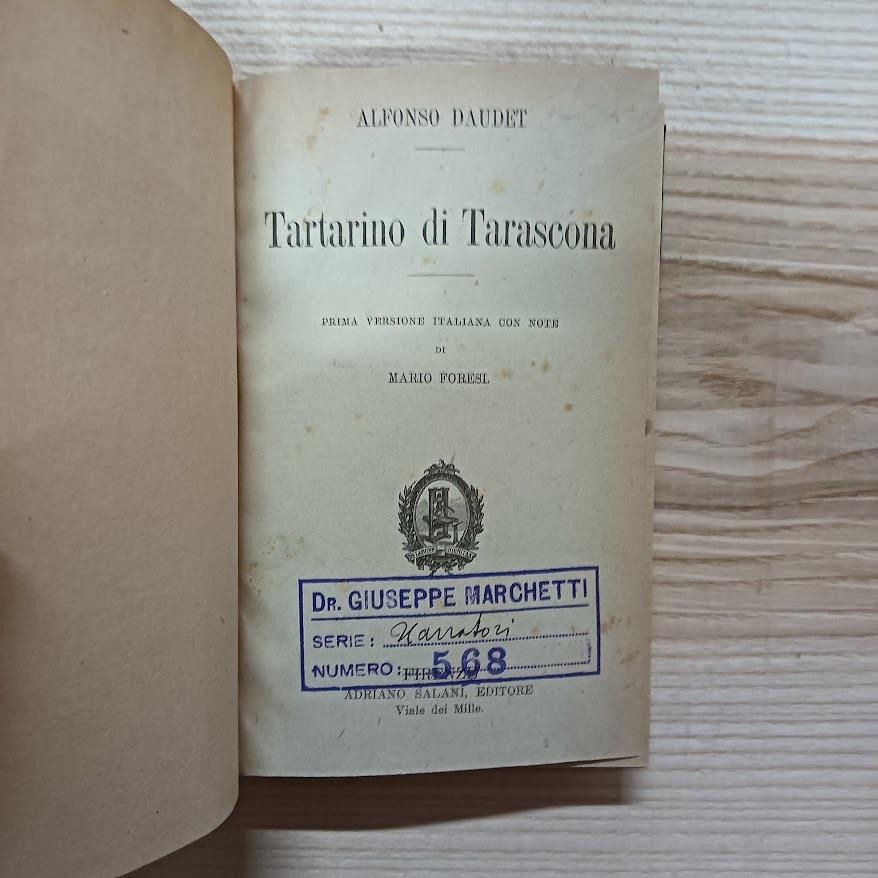 ALFONSO DAUDET
Tartarino di Tarascona
PRIMA VERSIONE ITALIANA CON NOTE
DI
MARIO FORESI.
DR. GIUSEPPE MARCHETTI
SERIE: Narratori
NUMERO: 568
FIRENZE
ADRIANO SALANI, EDITORE
Viale dei Mille.